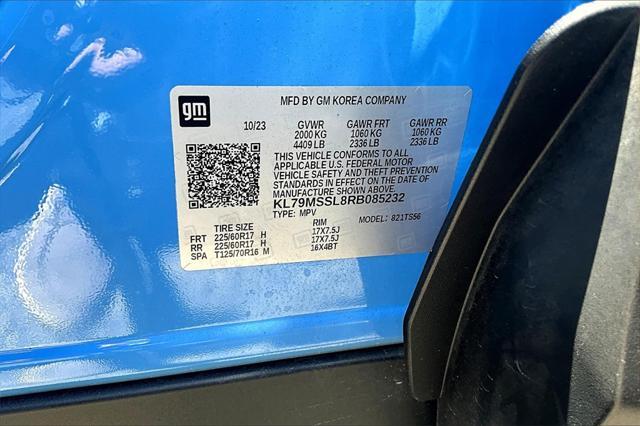 gm
MFD BY GM KOREA COMPANY
10/23 GVWR GAWR FRT GAWR RR
2000 KG 1060 KG 1060 KG
4409 LB 2336 LB 2336 LB
THIS VEHICLE CONFORMS TO ALL
APPLICABLE U.S. FEDERAL MOTOR
VEHICLE SAFETY AND THEFT PREVENTION
STANDARDS IN EFFECT ON THE DATE OF
MANUFACTURE SHOWN ABOVE.
KL79MSSL8RB085232
TYPE: MPV MODEL: 821TS56
TIRE SIZE RIM
FRT 225/60R17 H 17X7.5J
RR 225/60R17 H 17X7.5J
SPA T125/70R16 M 16X4BT